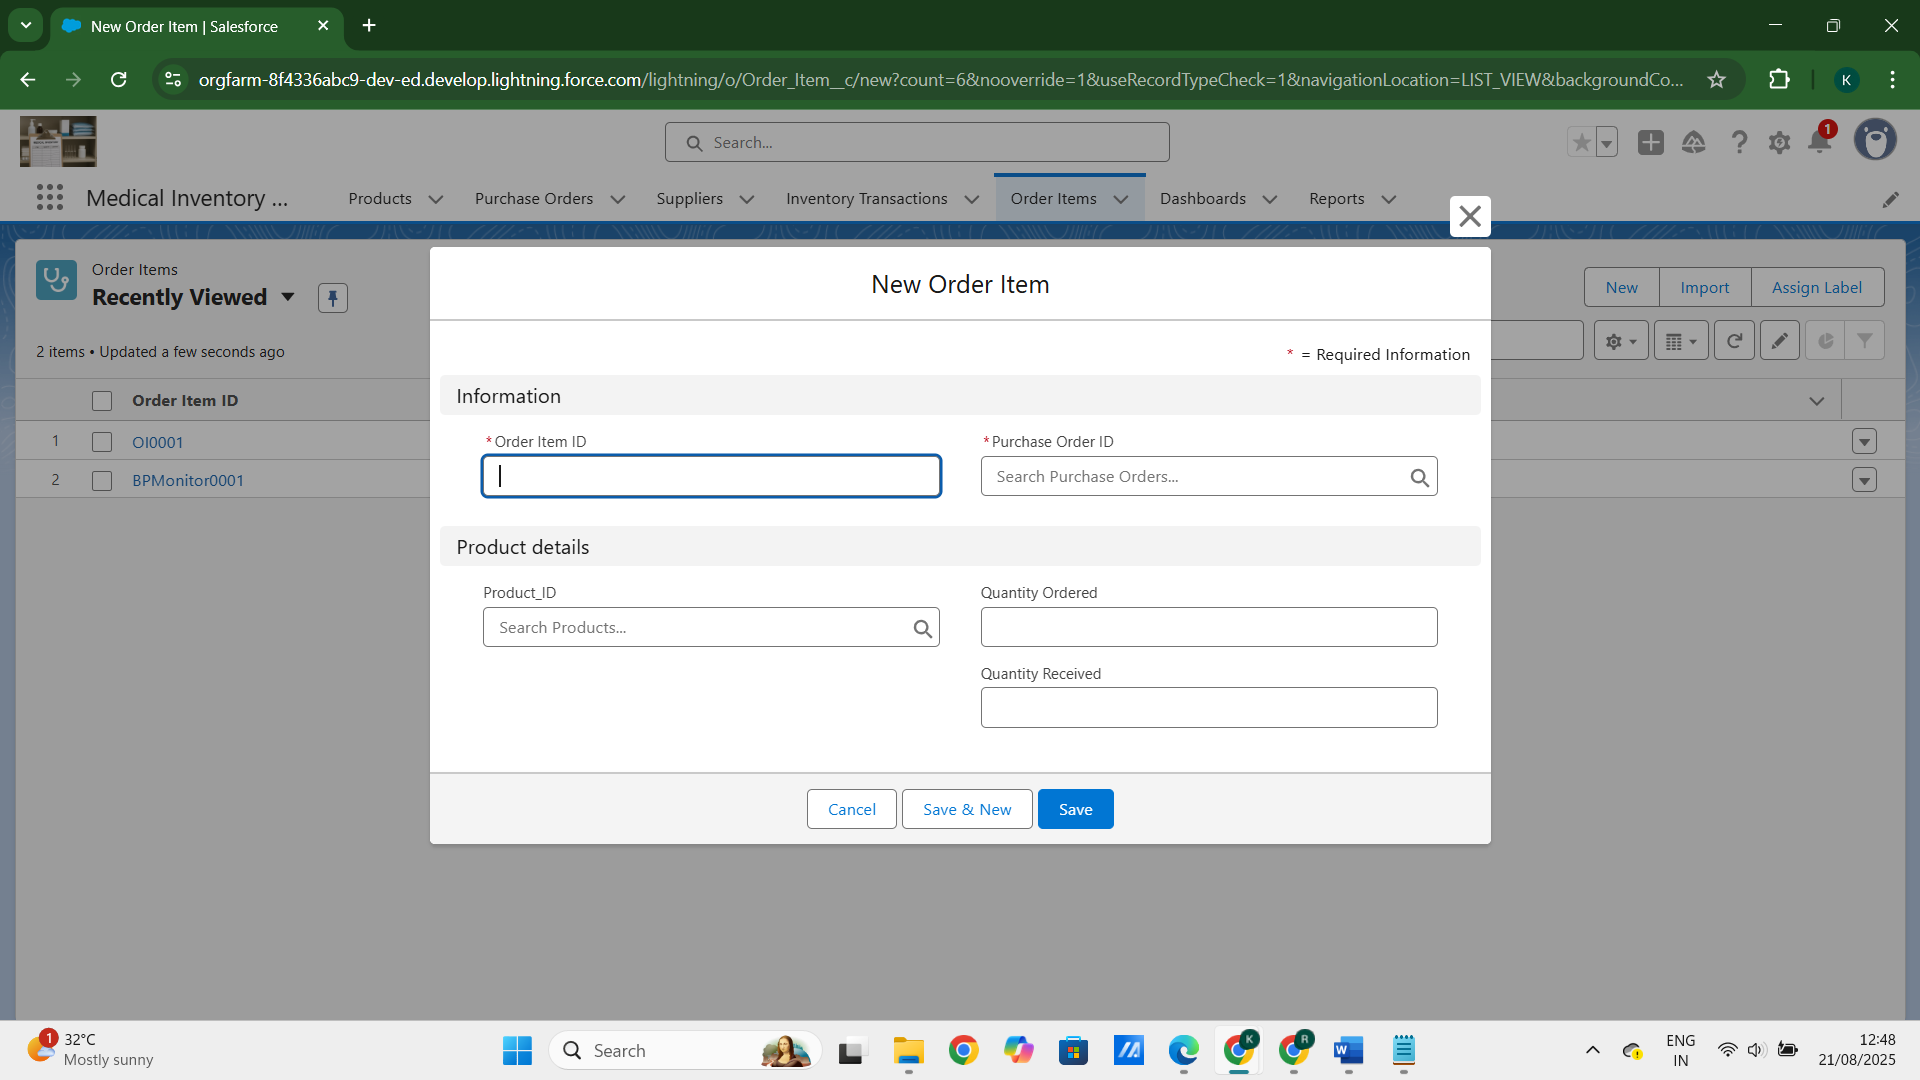 New Order Item | Salesforce
orgfarm-8f4336abc9-dev-ed.develop.lightning.force.com/lightning/o/Order_Item__c/new?count=6&nooverride=1&useRecordTypeCheck=1&navigationLocation=LIST_VIEW&backgroundCo...
K
Search...
1
Medical Inventory ...
Products
Purchase Orders
Suppliers
Inventory Transactions
Order Items
Dashboards
Reports
Order Items
Recently Viewed
New
Import
Assign Label
2 items • Updated a few seconds ago
Order Item ID
1
OI0001
2
BPMonitor0001
New Order Item
* = Required Information
Information
*Order Item ID
*Purchase Order ID
Search Purchase Orders...
Product details
Product_ID
Search Products...
Quantity Ordered
Quantity Received
Cancel
Save & New
Save
1
32°C
Mostly sunny
Search
K
R
W
ENG
IN
12:48
21/08/2025